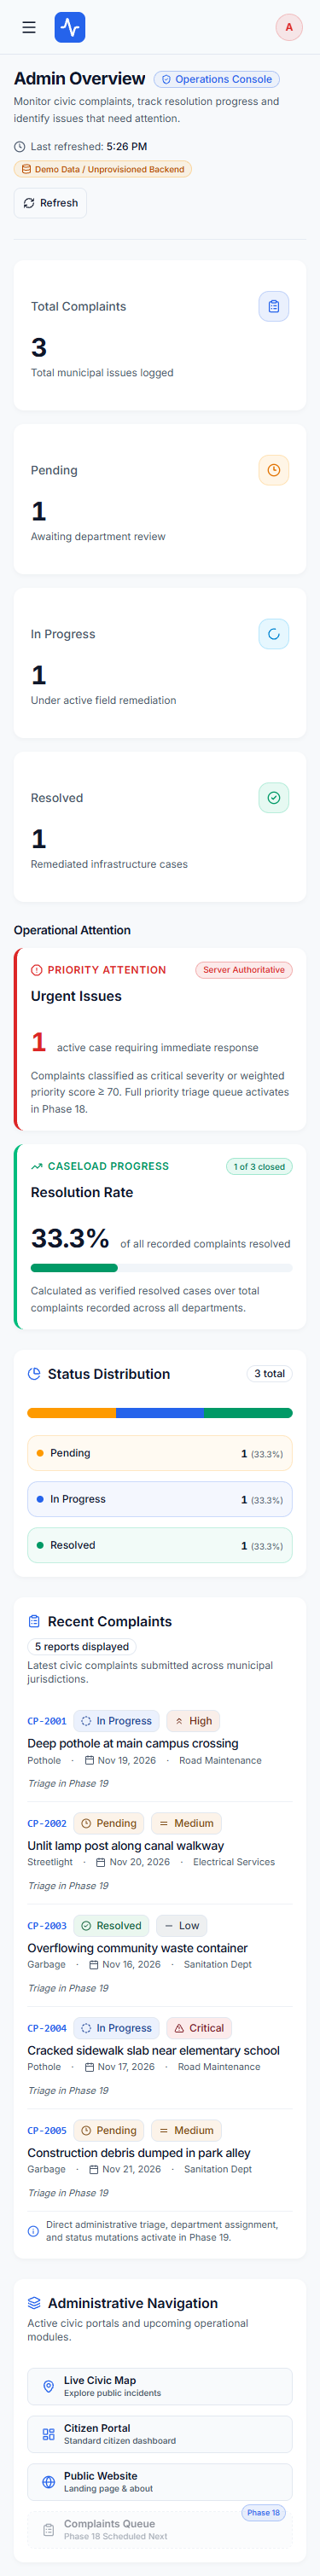 A
Admin Overview
Operations Console
Monitor civic complaints, track resolution progress and
identify issues that need attention.
Last refreshed: 5:26 PM
Demo Data / Unprovisioned Backend
Refresh
Total Complaints
3
Total municipal issues logged
Pending
1
Awaiting department review
In Progress
1
Under active field remediation
Resolved
1
Remediated infrastructure cases
Operational Attention
PRIORITY ATTENTION
Server Authoritative
Urgent Issues
1 active case requiring immediate response
Complaints classified as critical severity or weighted
priority score ≥ 70. Full priority triage queue activates
in Phase 18.
CASELOAD PROGRESS
1 of 3 closed
Resolution Rate
33.3% of all recorded complaints resolved
Calculated as verified resolved cases over total
complaints recorded across all departments.
Status Distribution
3 total
Pending 1 (33.3%)
In Progress 1 (33.3%)
Resolved 1 (33.3%)
Recent Complaints
5 reports displayed
Latest civic complaints submitted across municipal
jurisdictions.
CP-2001 In Progress High
Deep pothole at main campus crossing
Pothole · Nov 19, 2026 · Road Maintenance
Triage in Phase 19
CP-2002 Pending Medium
Unlit lamp post along canal walkway
Streetlight · Nov 20, 2026 · Electrical Services
Triage in Phase 19
CP-2003 Resolved Low
Overflowing community waste container
Garbage · Nov 16, 2026 · Sanitation Dept
Triage in Phase 19
CP-2004 In Progress Critical
Cracked sidewalk slab near elementary school
Pothole · Nov 17, 2026 · Road Maintenance
Triage in Phase 19
CP-2005 Pending Medium
Construction debris dumped in park alley
Garbage · Nov 21, 2026 · Sanitation Dept
Triage in Phase 19
Direct administrative triage, department assignment,
and status mutations activate in Phase 19.
Administrative Navigation
Active civic portals and upcoming operational
modules.
Live Civic Map
Explore public incidents
Citizen Portal
Standard citizen dashboard
Public Website
Landing page & about
Phase 18
Complaints Queue
Phase 18 Scheduled Next